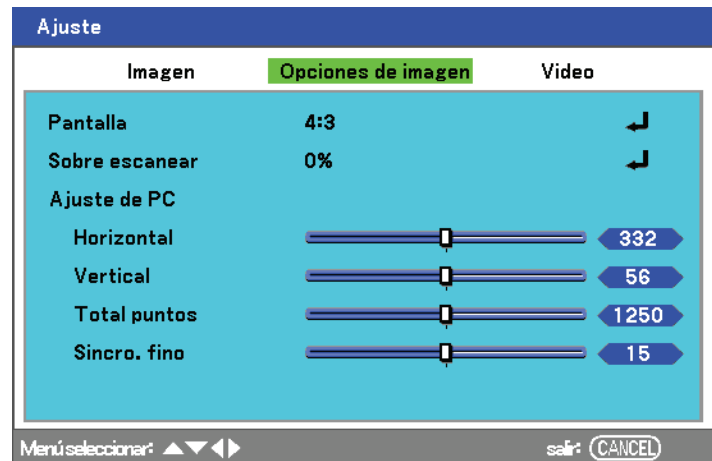 Ajuste
Imagen Opciones de imagen Video
Pantalla 4:3
Sobre escanear 0%
Ajuste de PC
Horizontal 332
Vertical 56
Total puntos 1250
Sincro. fino 15
Menú seleccionar: ▲▼◀▶ salir: CANCEL